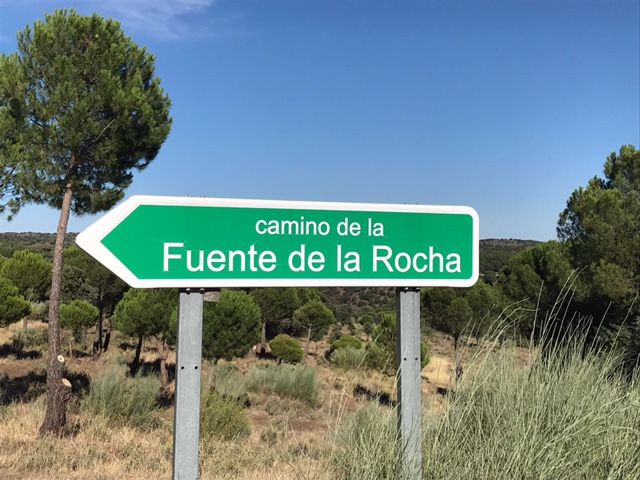 camino de la
Fuente de la Rocha